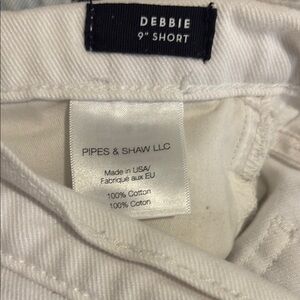 DEBBIE
9" SHORT
PIPES & SHAW LLC
Made in USA/
Fabriqué aux EU
100% Cotton
100% Coton